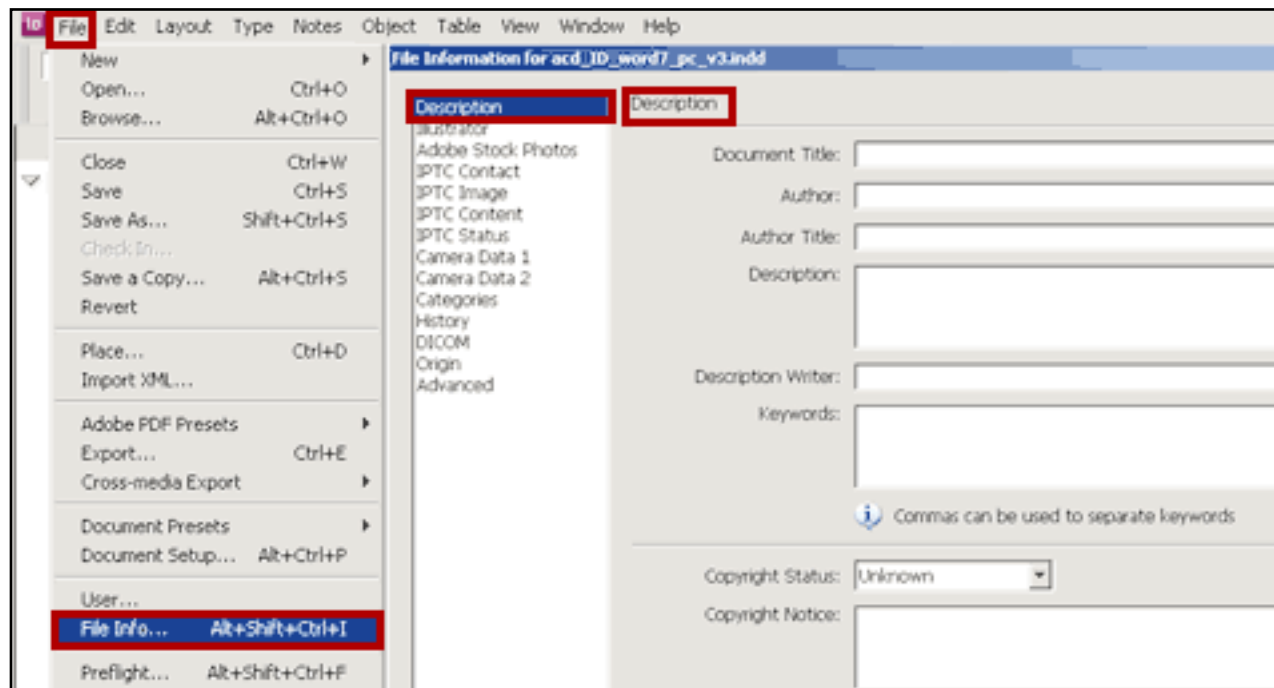 ID File Edit Layout Type Notes Object Table View Window Help
New
Open... Ctrl+O
Browse... Alt+Ctrl+O
Close Ctrl+W
Save Ctrl+S
Save As... Shift+Ctrl+S
Check In...
Save a Copy... Alt+Ctrl+S
Revert
Place... Ctrl+D
Import XML...
Adobe PDF Presets
Export... Ctrl+E
Cross-media Export
Document Presets
Document Setup... Alt+Ctrl+P
User...
File Info... Alt+Shift+Ctrl+I
Preflight... Alt+Shift+Ctrl+F
File Information for acd_ID_word7_pc_v3.indd
Description
Illustrator
Adobe Stock Photos
IPTC Contact
IPTC Image
IPTC Content
IPTC Status
Camera Data 1
Camera Data 2
Categories
History
DICOM
Origin
Advanced
Description
Document Title:
Author:
Author Title:
Description:
Description Writer:
Keywords:
Commas can be used to separate keywords
Copyright Status: Unknown
Copyright Notice: